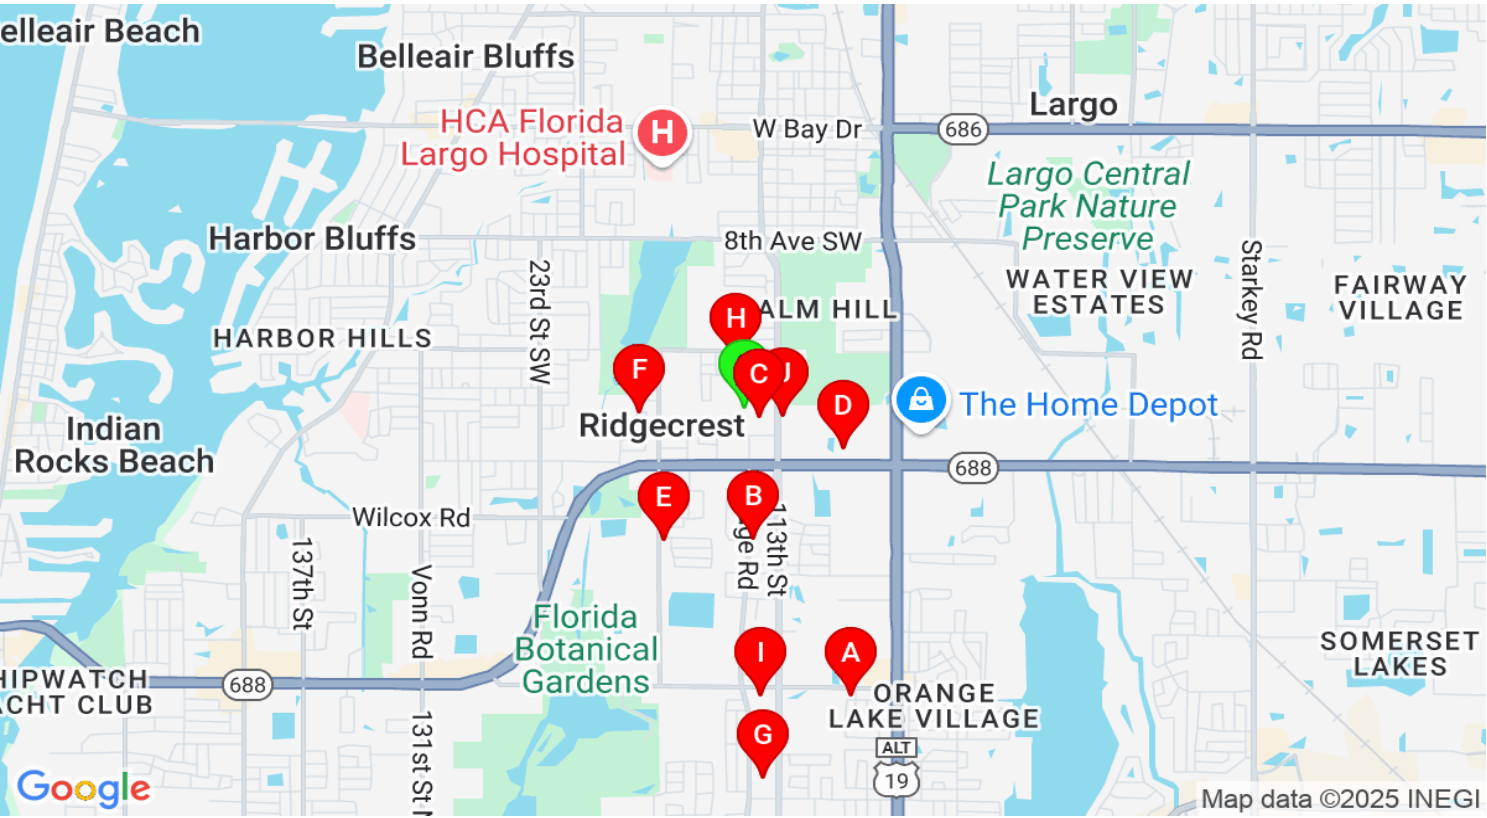 elleair Beach
Belleair Bluffs
Largo
HCA Florida
Largo Hospital
H
W Bay Dr
686
Largo Central
Park Nature
Preserve
Harbor Bluffs
8th Ave SW
23rd St SW
Starkey Rd
WATER VIEW
ESTATES
FAIRWAY
VILLAGE
H
ALM HILL
HARBOR HILLS
F
C
J
D
The Home Depot
Ridgecrest
Indian
Rocks Beach
688
E
B
Wilcox Rd
ge Rd
113th St
137th St
Vonn Rd
Florida
Botanical
Gardens
I
A
SOMERSET
LAKES
HIPWATCH
ACHT CLUB
688
ORANGE
LAKE VILLAGE
131st St N
G
ALT
19
Google
Map data ©2025 INEGI